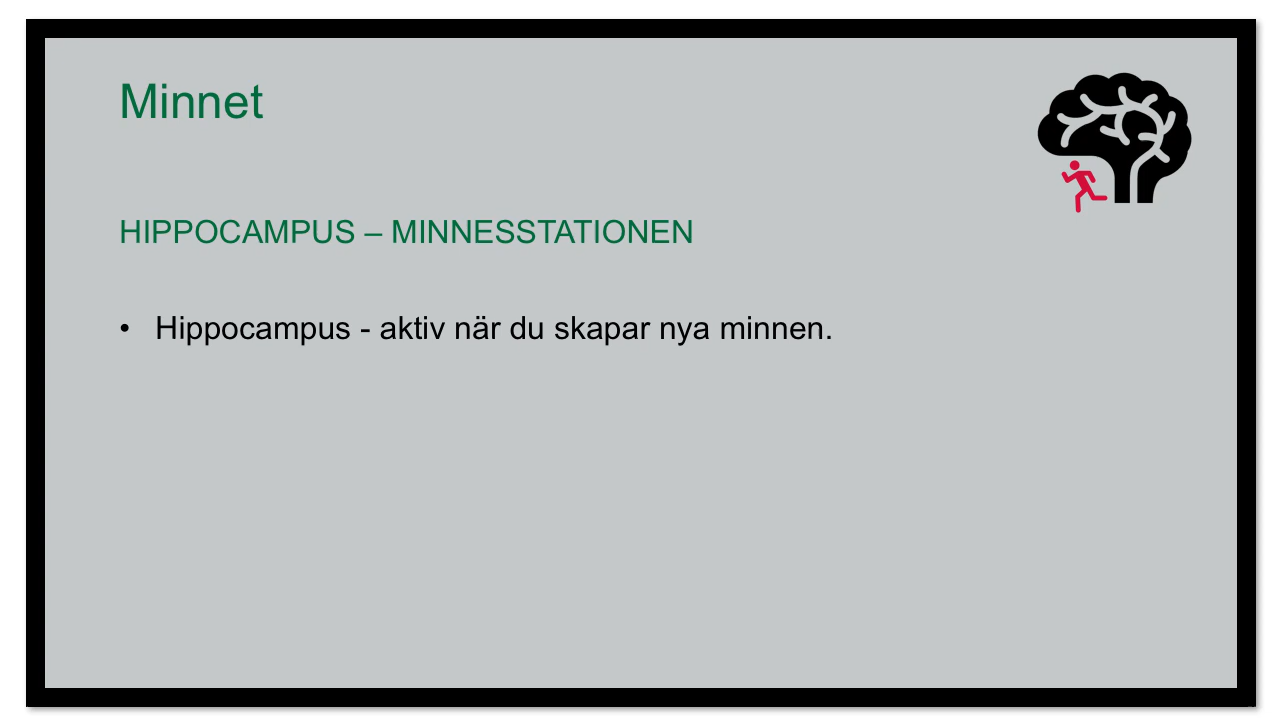 Minnet
HIPPOCAMPUS – MINNESSTATIONEN
• Hippocampus - aktiv när du skapar nya minnen.